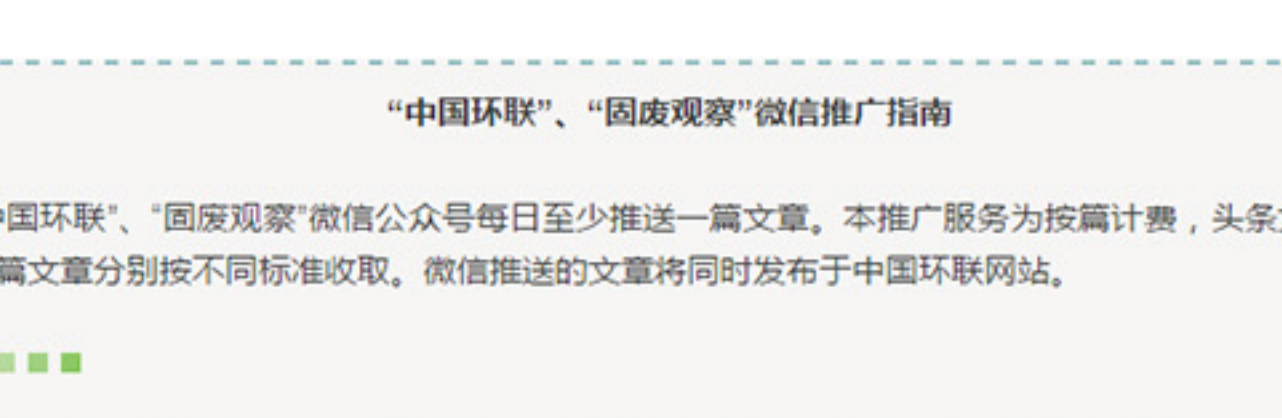 “中国环联”、“固废观察”微信推广指南
国环联”、“固废观察”微信公众号每日至少推送一篇文章。本推广服务为按篇计费，头条
篇文章分别按不同标准收取。微信推送的文章将同时发布于中国环联网站。